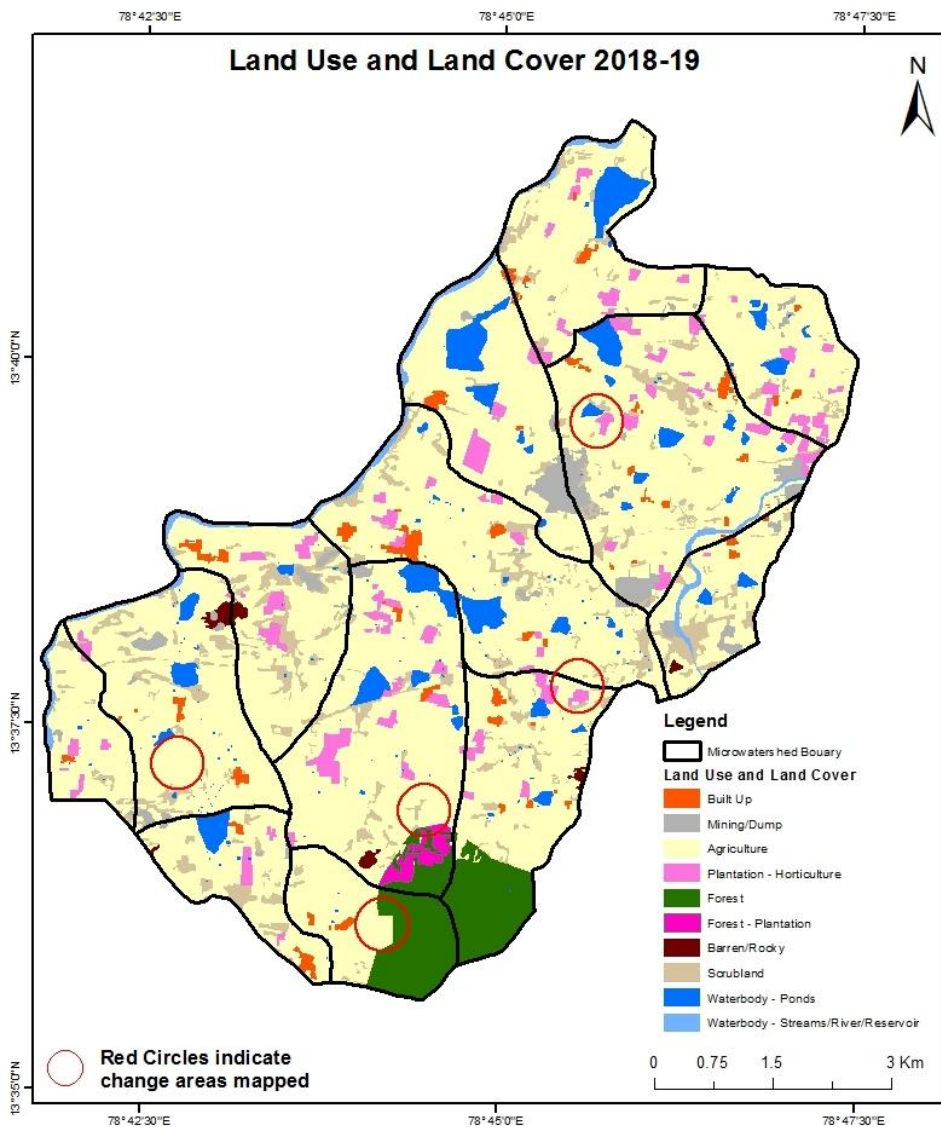 78°42'30"E
78°45'0"E
78°47'30"E
Land Use and Land Cover 2018-19
N
13°40'0"N
13°37'30"N
13°35'0"N
Legend
Microwatershed Bouary
Land Use and Land Cover
Built Up
Mining/Dump
Agriculture
Plantation - Horticulture
Forest
Forest - Plantation
Barren/Rocky
Scrubland
Waterbody - Ponds
Waterbody - Streams/River/Reservoir
Red Circles indicate
change areas mapped
0 0.75 1.5 3 Km
78°42'30"E
78°45'0"E
78°47'30"E